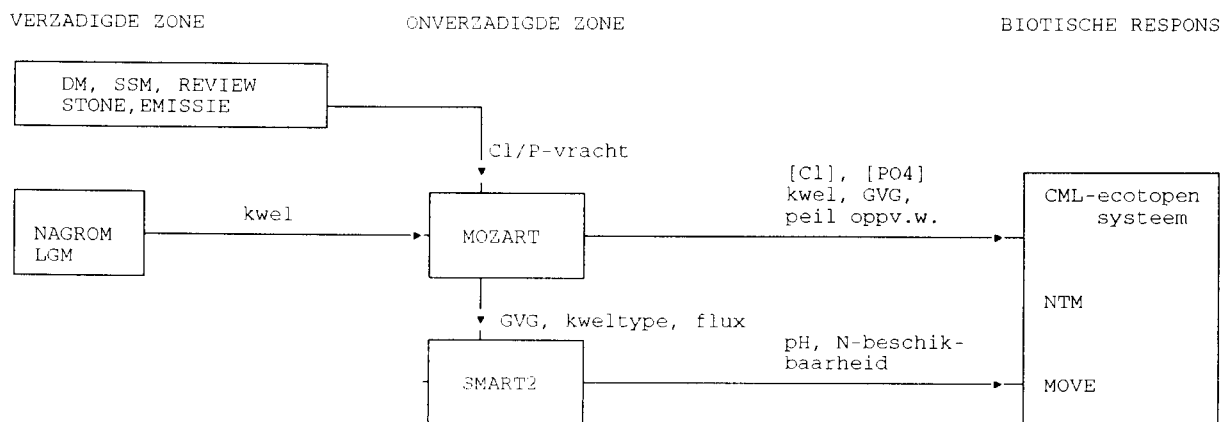 VERZADIGDE ZONE
ONVERZADIGDE ZONE
BIOTISCHE RESPONS
DM, SSM, REVIEW
STONE,EMISSIE
Cl/P-vracht
NAGROM
LGM
kwel
MOZART
[Cl], [PO4]
kwel, GVG,
peil oppv.w.
CML-ecotopen
systeem
NTM
MOVE
GVG, kweltype, flux
SMART2
pH, N-beschik-
baarheid